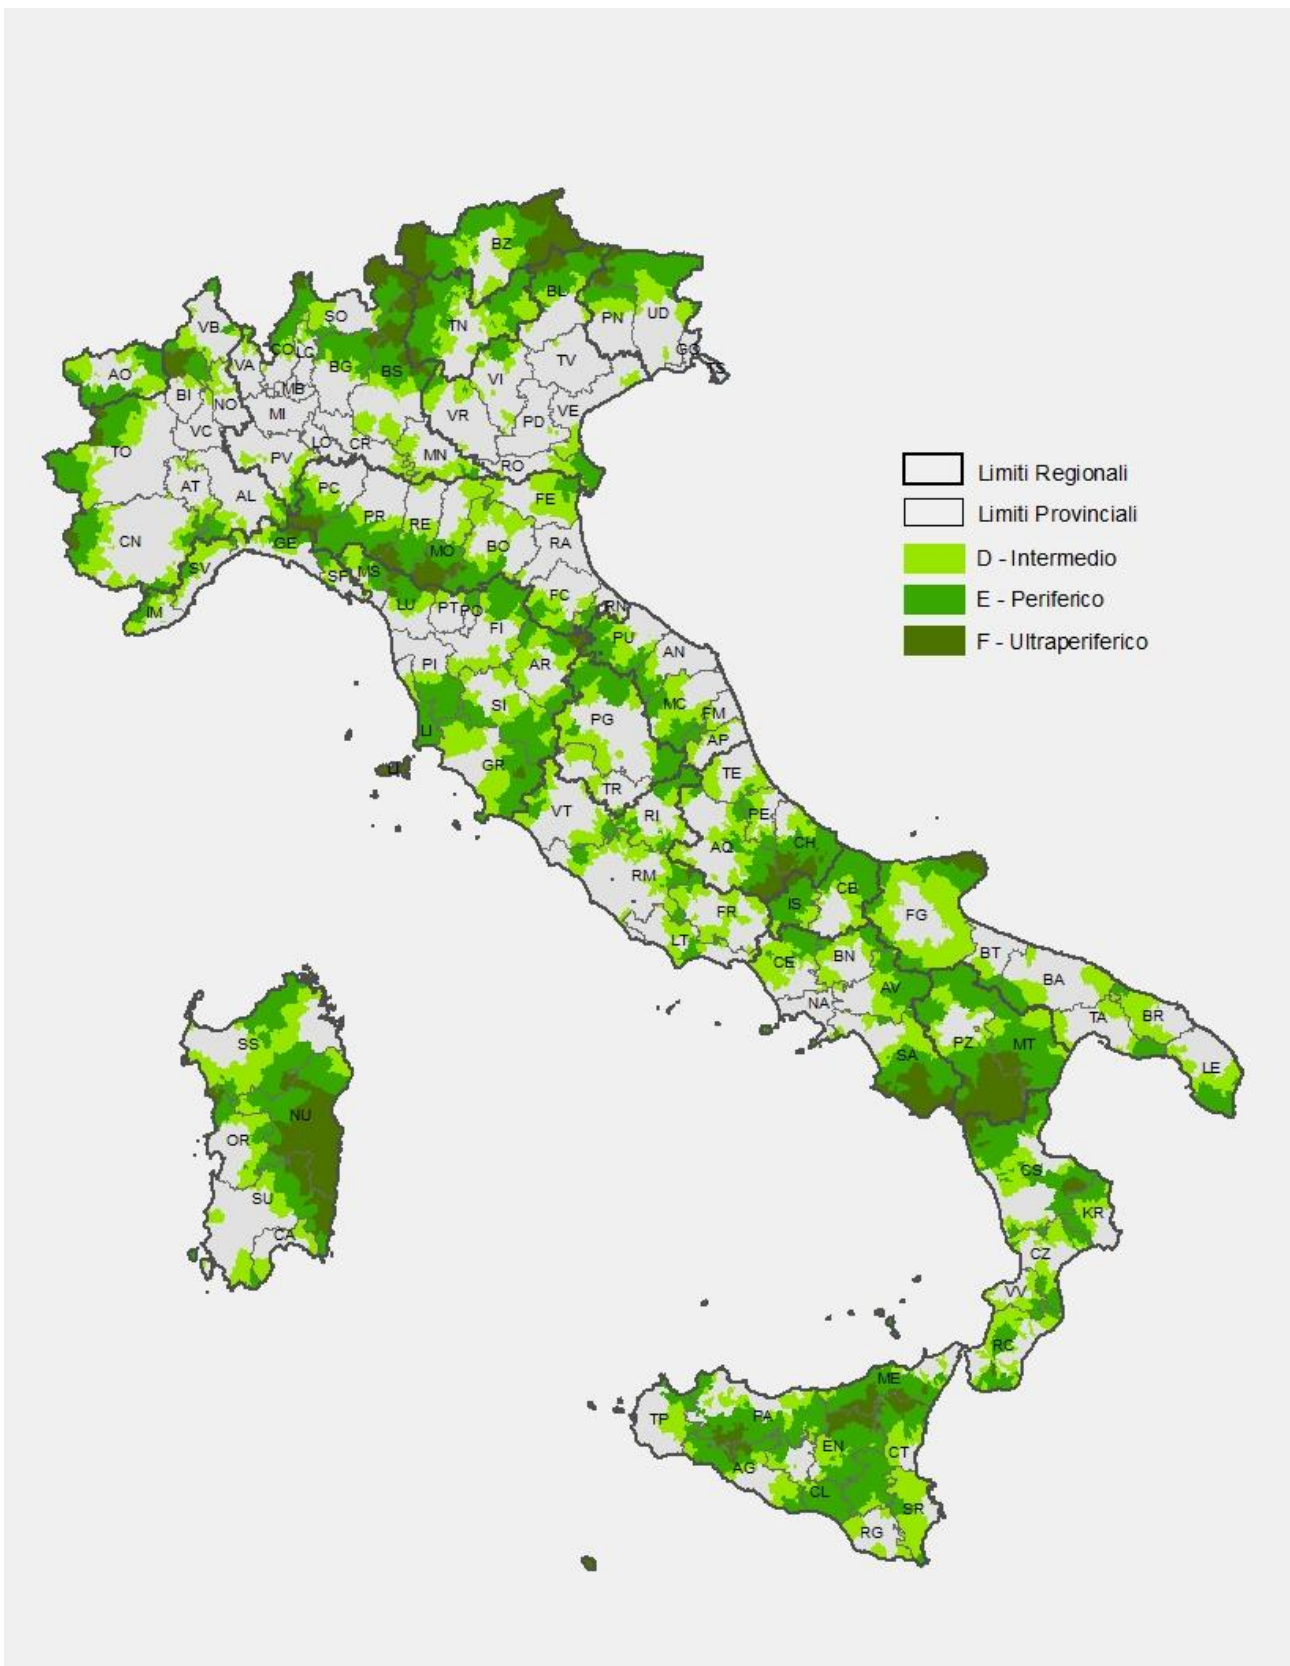 BZ
BL
SO
TN
PN
UD
VB
CO
LC
GO
TS
AO
VA
BG
BS
VI
TV
BI
MB
NO
MI
VR
PD
VE
VC
TO
LO
CR
MN
RO
PV
AT
AL
PC
FE
PR
RE
CN
GE
MO
BO
RA
SV
SP
MS
IM
LU
PT
PO
FC
RN
FI
PU
PI
AR
AN
SI
MC
PG
FM
LI
AP
GR
LI
TE
TR
VT
RI
PE
AQ
CH
RM
CB
IS
FR
FG
LT
CE
BN
BT
BA
AV
NA
TA
BR
SS
PZ
MT
SA
LE
NU
OR
CS
SU
KR
CA
CZ
VV
RC
ME
TP
PA
EN
CT
AG
CL
SR
RG
Limiti Regionali
Limiti Provinciali
D - Intermedio
E - Periferico
F - Ultraperiferico